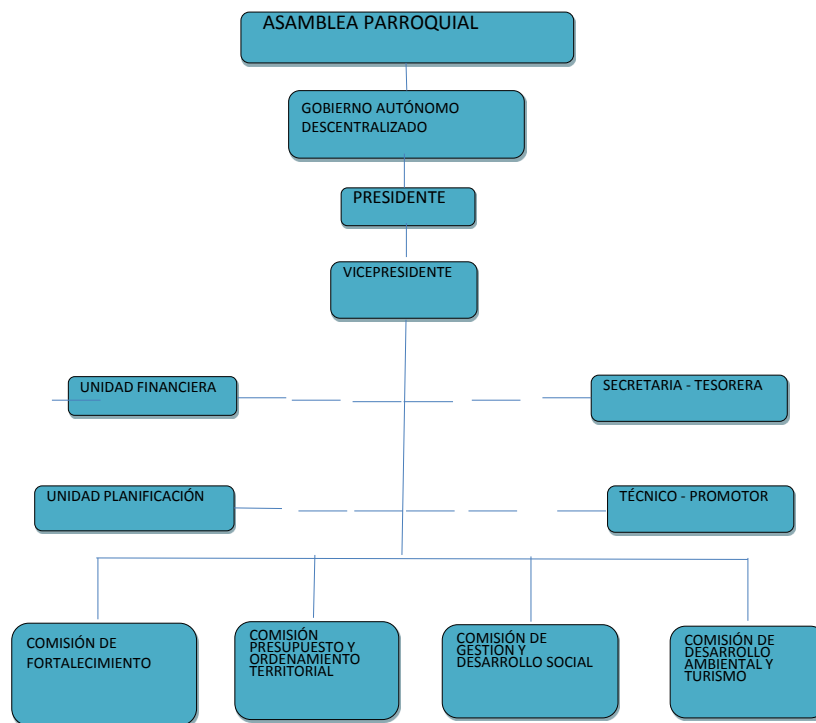 ASAMBLEA PARROQUIAL
GOBIERNO AUTÓNOMO
DESCENTRALIZADO
PRESIDENTE
VICEPRESIDENTE
UNIDAD FINANCIERA
SECRETARIA - TESORERA
UNIDAD PLANIFICACIÓN
TÉCNICO - PROMOTOR
COMISIÓN DE
FORTALECIMIENTO
COMISIÓN
PRESUPUESTO Y
ORDENAMIENTO
TERRITORIAL
COMISIÓN DE
GESTIÓN Y
DESARROLLO SOCIAL
COMISIÓN DE
DESARROLLO
AMBIENTAL Y
TURISMO